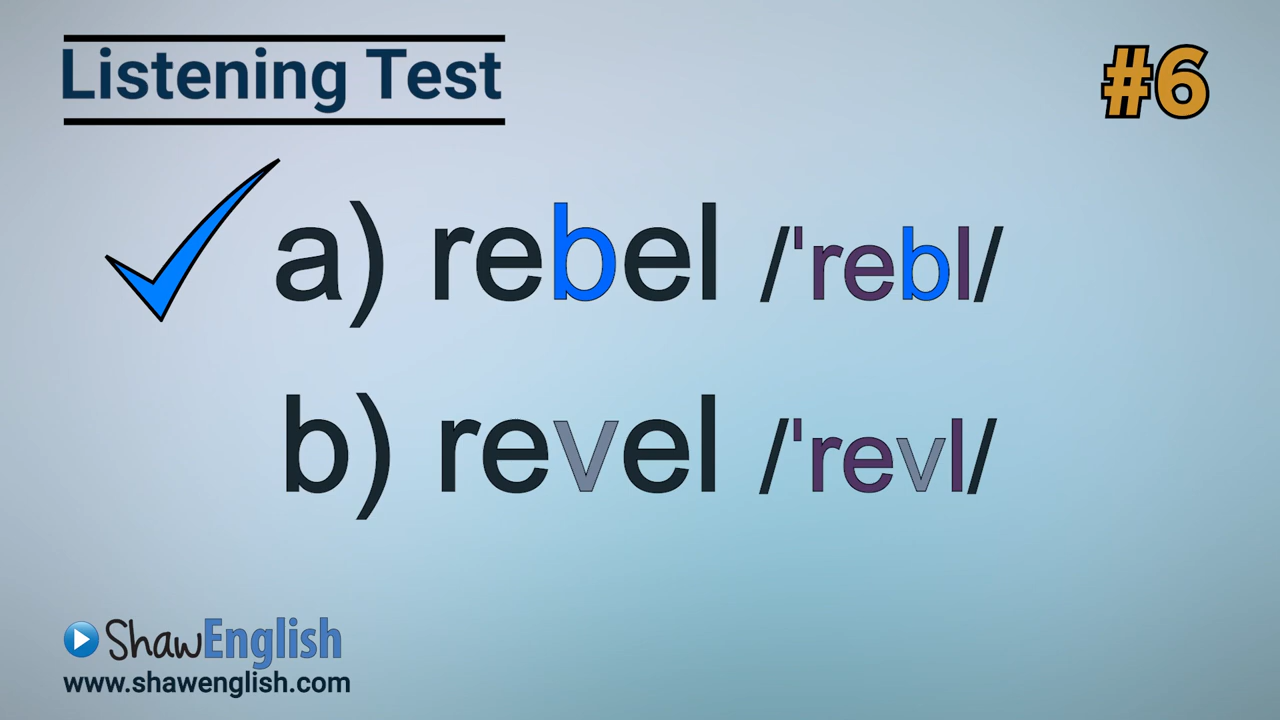 Listening Test
#6
a) rebel /ˈrebl/
b) revel /ˈrevl/
ShawEnglish
www.shawenglish.com